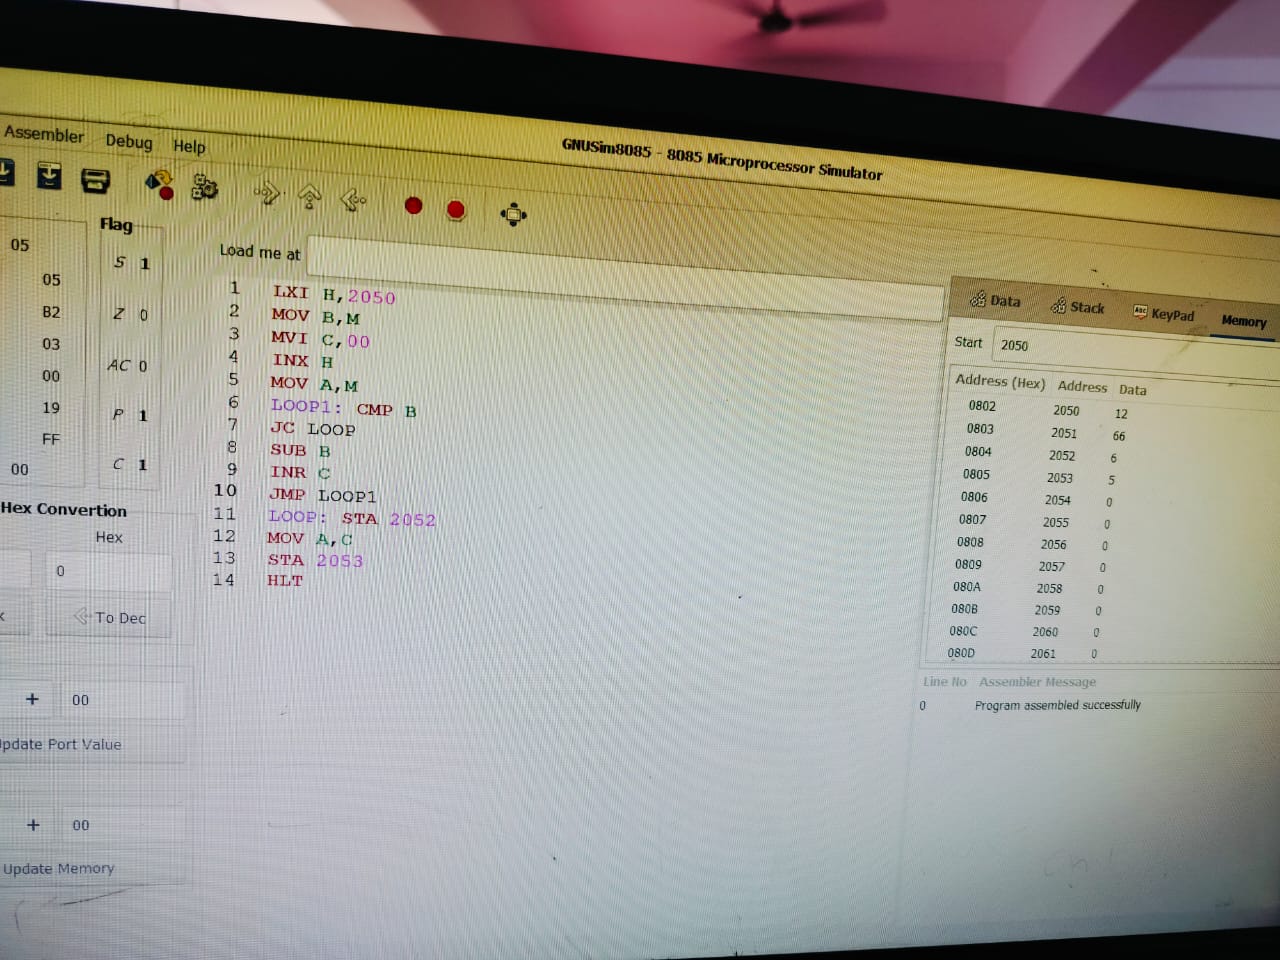 GNUSim8085 - 8085 Microprocessor Simulator
Assembler Debug Help
Load me at
05
05
B2
03
00
19
FF
00
Flag
S 1
Z 0
AC 0
P 1
C 1
Hex Convertion
Hex
0
To Dec
+ 00
pdate Port Value
+ 00
Update Memory
1 LXI H,2050
2 MOV B,M
3 MVI C,00
4 INX H
5 MOV A,M
6 LOOP1: CMP B
7 JC LOOP
8 SUB B
9 INR C
10 JMP LOOP1
11 LOOP: STA 2052
12 MOV A,C
13 STA 2053
14 HLT
Data Stack KeyPad Memory
Start 2050
Address (Hex) Address Data
0802 2050 12
0803 2051 66
0804 2052 6
0805 2053 5
0806 2054 0
0807 2055 0
0808 2056 0
0809 2057 0
080A 2058 0
080B 2059 0
080C 2060 0
080D 2061 0
Line No Assembler Message
0 Program assembled successfully